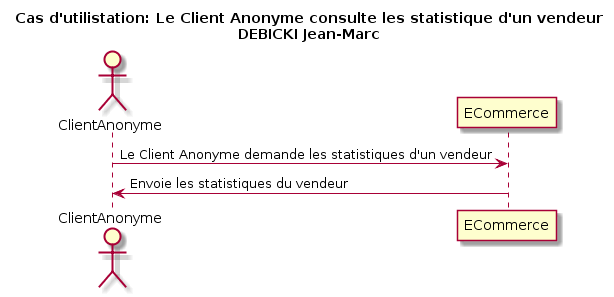 Cas d'utilistation: Le Client Anonyme consulte les statistique d'un vendeur
DEBICKI Jean-Marc
ClientAnonyme
ECommerce
Le Client Anonyme demande les statistiques d'un vendeur
Envoie les statistiques du vendeur
ClientAnonyme
ECommerce